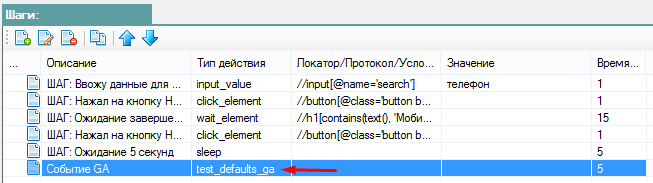 Шаги:
... Описание Тип действия Локатор/Протокол/Усло... Значение Время...
ШАГ: Ввожу данные для ... input_value //input[@name='search'] телефон 1
ШАГ: Нажал на кнопку Н... click_element //button[@class='button b... 1
ШАГ: Ожидание заверше... wait_element //h1[contains(text(), 'Моби... 15
ШАГ: Нажал на кнопку Н... click_element //button[@class='button b... 1
ШАГ: Ожидание 5 секунд sleep 5
Событие GA test_defaults_ga 5